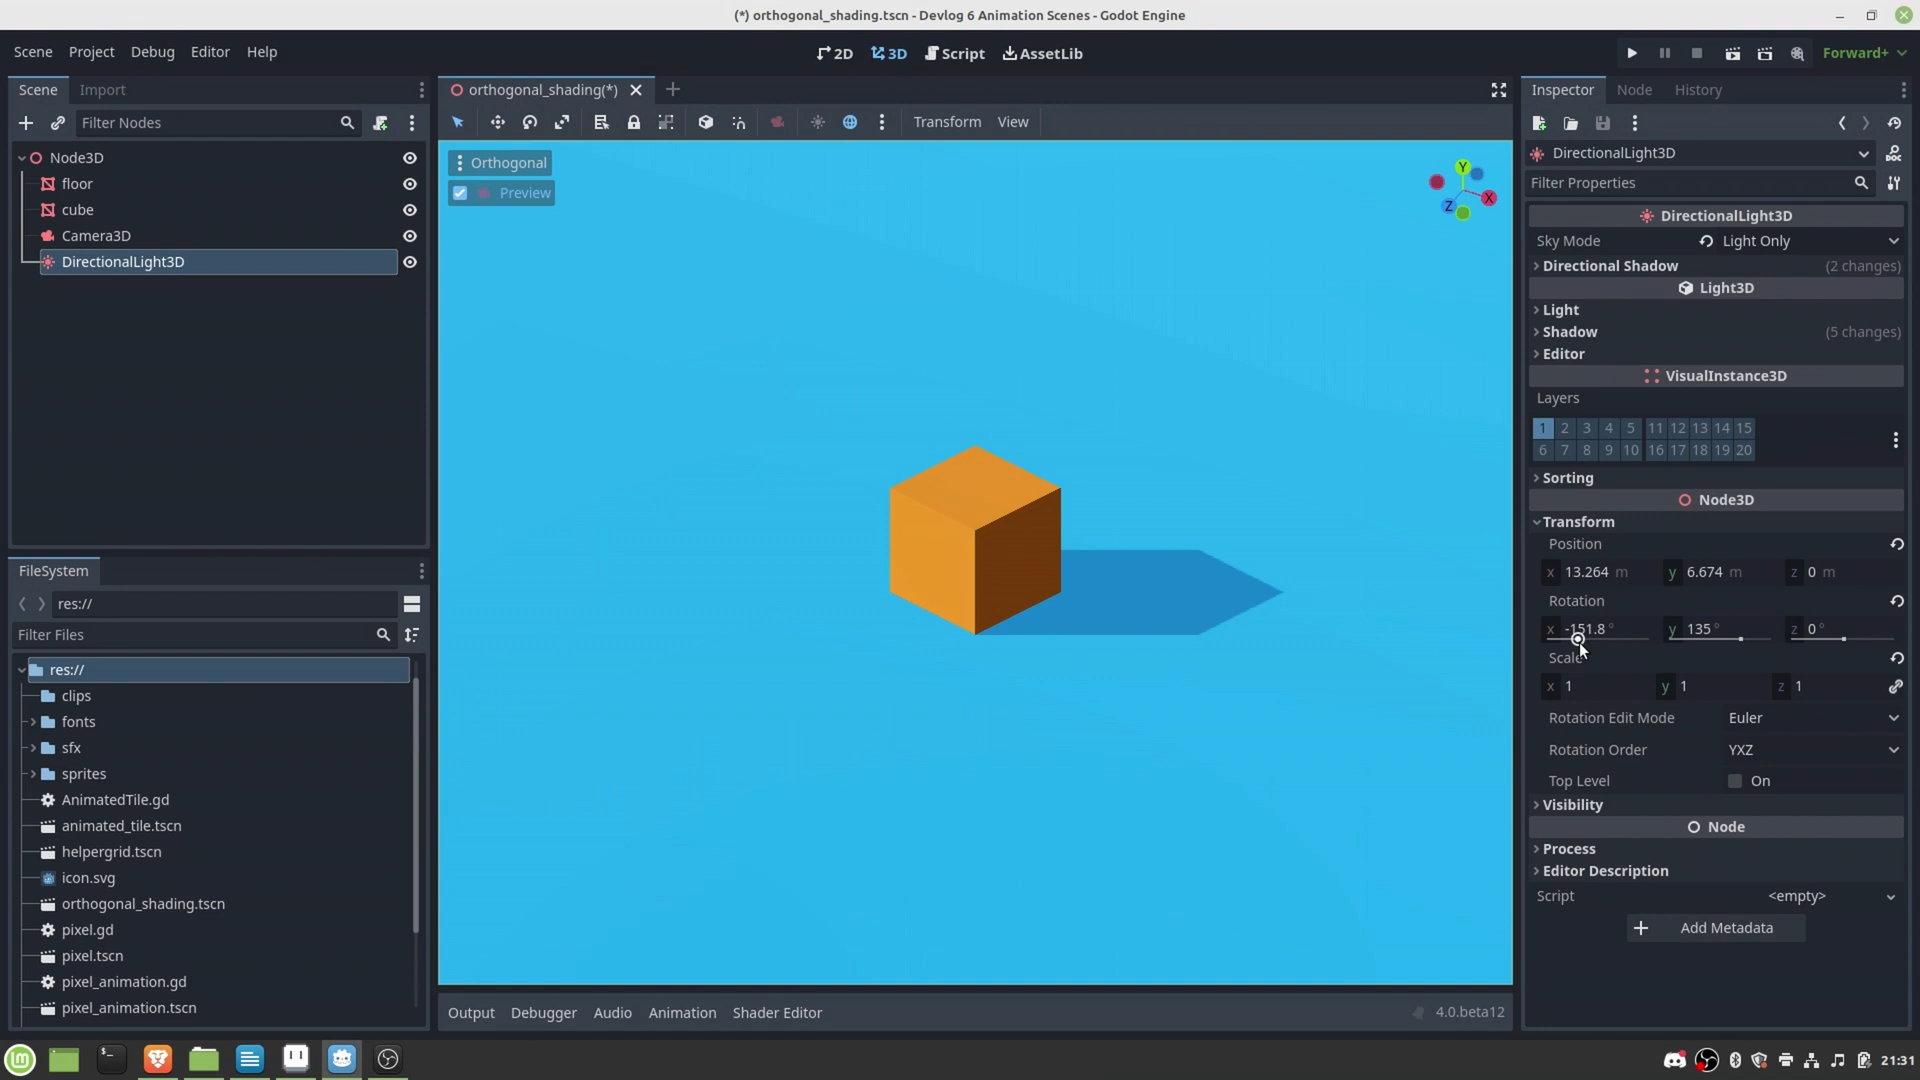 (*) orthogonal_shading.tscn - Devlog 6 Animation Scenes - Godot Engine
Scene Project Debug Editor Help
2D 3D Script AssetLib
Forward+
Scene Import
Filter Nodes
Node3D
floor
cube
Camera3D
DirectionalLight3D
FileSystem
res://
Filter Files
res://
clips
fonts
sfx
sprites
AnimatedTile.gd
animated_tile.tscn
helpergrid.tscn
icon.svg
orthogonal_shading.tscn
pixel.gd
pixel.tscn
pixel_animation.gd
pixel_animation.tscn
orthogonal_shading(*)
Transform View
Orthogonal
Preview
Y
X
Z
Output Debugger Audio Animation Shader Editor
4.0.beta12
Inspector Node History
DirectionalLight3D
DOC
Filter Properties
DirectionalLight3D
Sky Mode Light Only
Directional Shadow (2 changes)
Light3D
Light
Shadow (5 changes)
Editor
VisualInstance3D
Layers
1 2 3 4 5 11 12 13 14 15
6 7 8 9 10 16 17 18 19 20
Sorting
Node3D
Transform
Position
x 13.264 m y 6.674 m z 0 m
Rotation
x -151.8 ° y 135 ° z 0 °
Scale
x 1 y 1 z 1
Rotation Edit Mode Euler
Rotation Order YXZ
Top Level On
Visibility
Node
Process
Editor Description
Script <empty>
Add Metadata
21:31